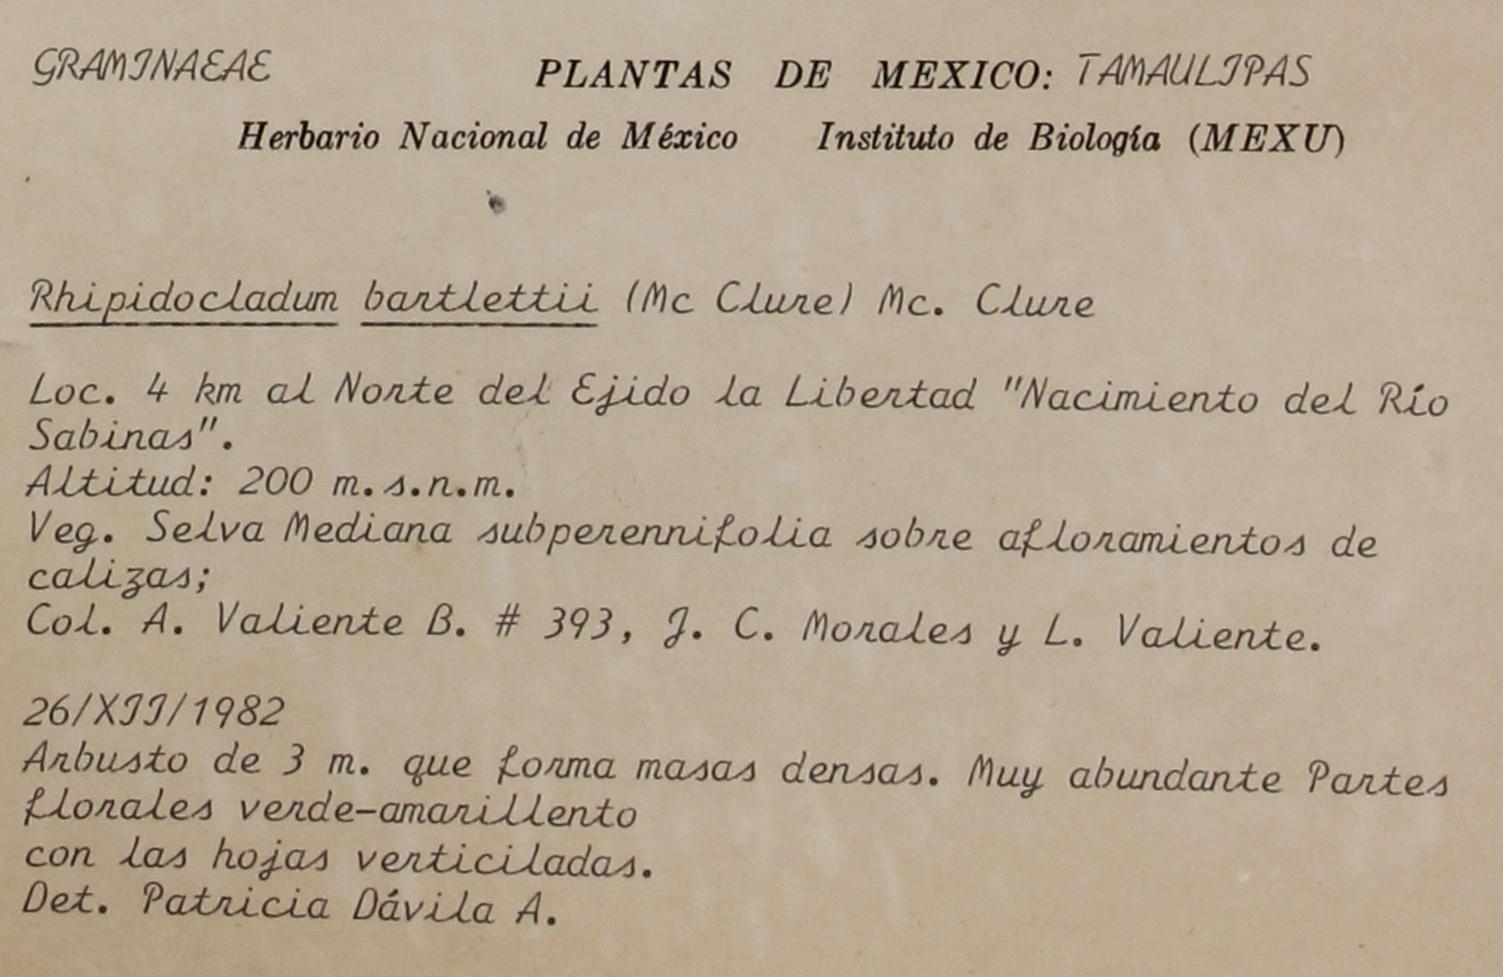 GRAMINAEAE PLANTAS DE MEXICO: TAMAULIPAS
Herbario Nacional de México Instituto de Biología (MEXU)
Rhipidocladum bartlettii (Mc Clure) Mc. Clure
Loc. 4 km al Norte del Ejido la Libertad "Nacimiento del Río
Sabinas".
Altitud: 200 m.s.n.m.
Veg. Selva Mediana subperennifolia sobre afloramientos de
calizas;
Col. A. Valiente B. # 393, J. C. Morales y L. Valiente.
26/XII/1982
Arbusto de 3 m. que forma masas densas. Muy abundante Partes
florales verde-amarillento
con las hojas verticiladas.
Det. Patricia Dávila A.